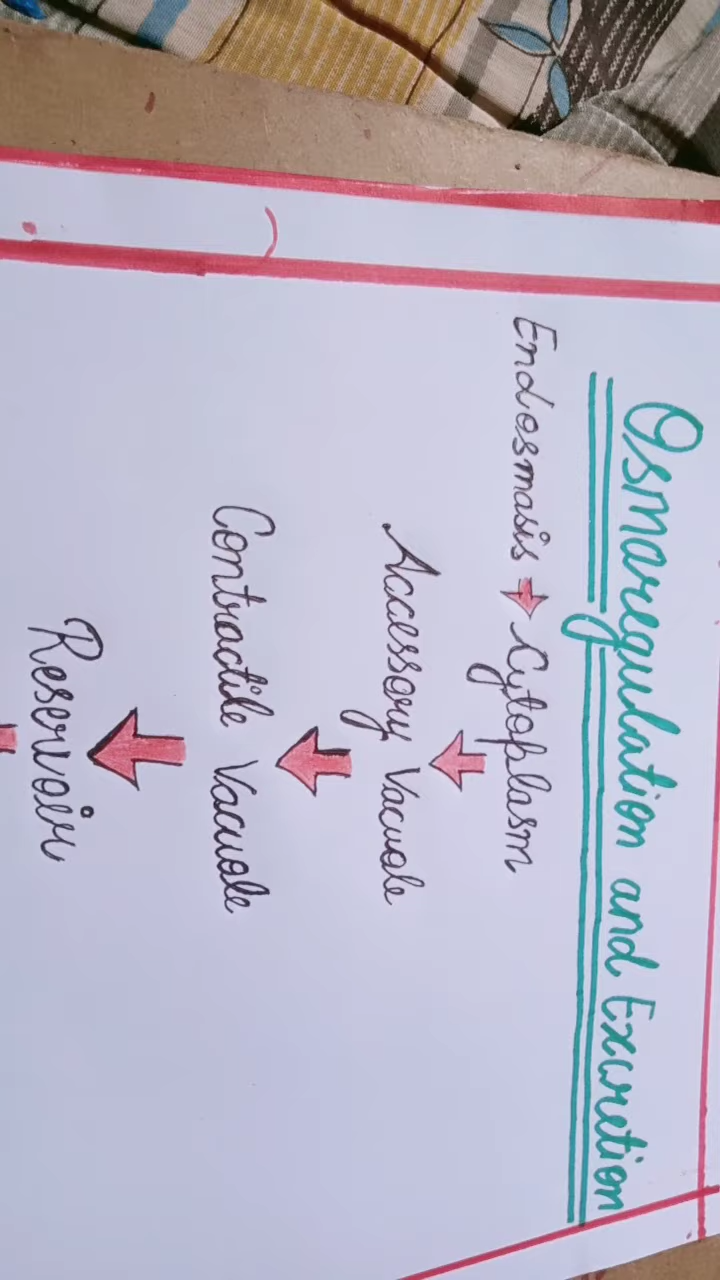 Osmoregulation and Excretion
Endosmosis → Cytoplasm
Accessory Vacuole
Contractile Vacuole
Reservoir